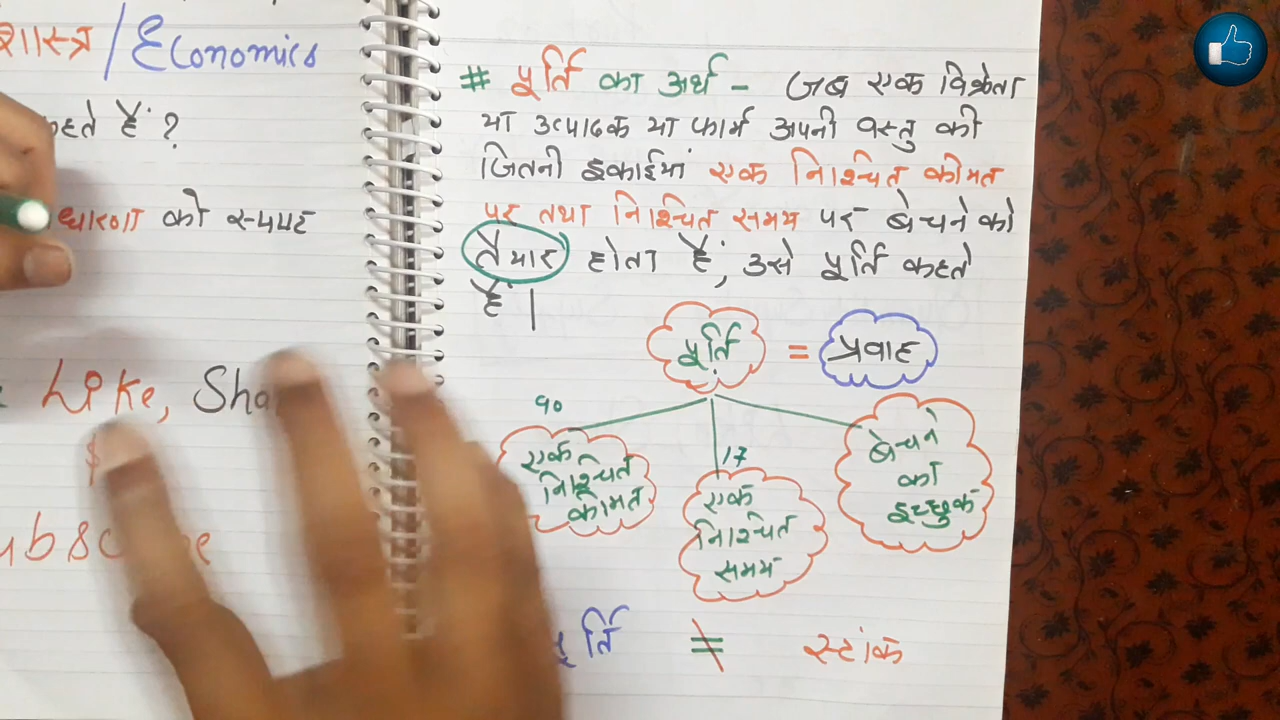 शास्त्र / Economics
कहते हैं ?
धारणा को स्पष्ट
Like, Sha
# पूर्ति का अर्थ - जब एक विक्रेता
या उत्पादक या फार्म अपनी वस्तु की
जितनी इकाईयां एक निश्चित कीमत
पर तथा निश्चित समय पर बेचने को
तैयार होता हैं, उसे पूर्ति कहते
हैं |
पूर्ति = प्रवाह
90
एक
निश्चित
कीमत
17
एक
निश्चित
समय
बेचने
का
इच्छुक
पूर्ति ≠ स्टांक